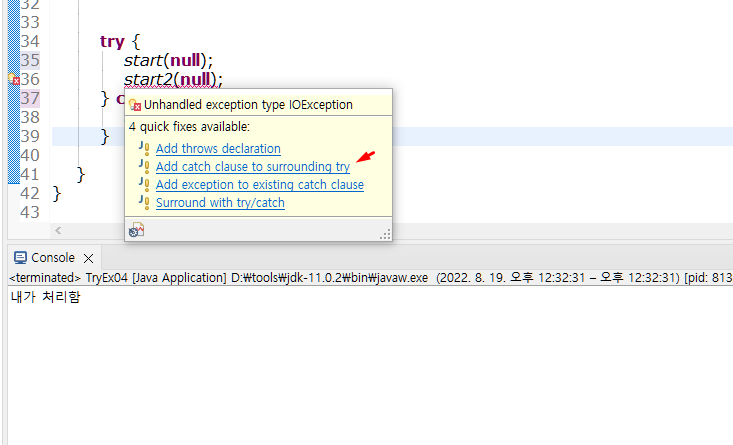 32
33
34 try {
35 start(null);
36 start2(null);
37 } c
38
39 }
40
41 }
42 }
43
Unhandled exception type IOException
4 quick fixes available:
Add throws declaration
Add catch clause to surrounding try
Add exception to existing catch clause
Surround with try/catch
Console
<terminated> TryEx04 [Java Application] D:₩tools₩jdk-11.0.2₩bin₩javaw.exe (2022. 8. 19. 오후 12:32:31 – 오후 12:32:31) [pid: 813
내가 처리함